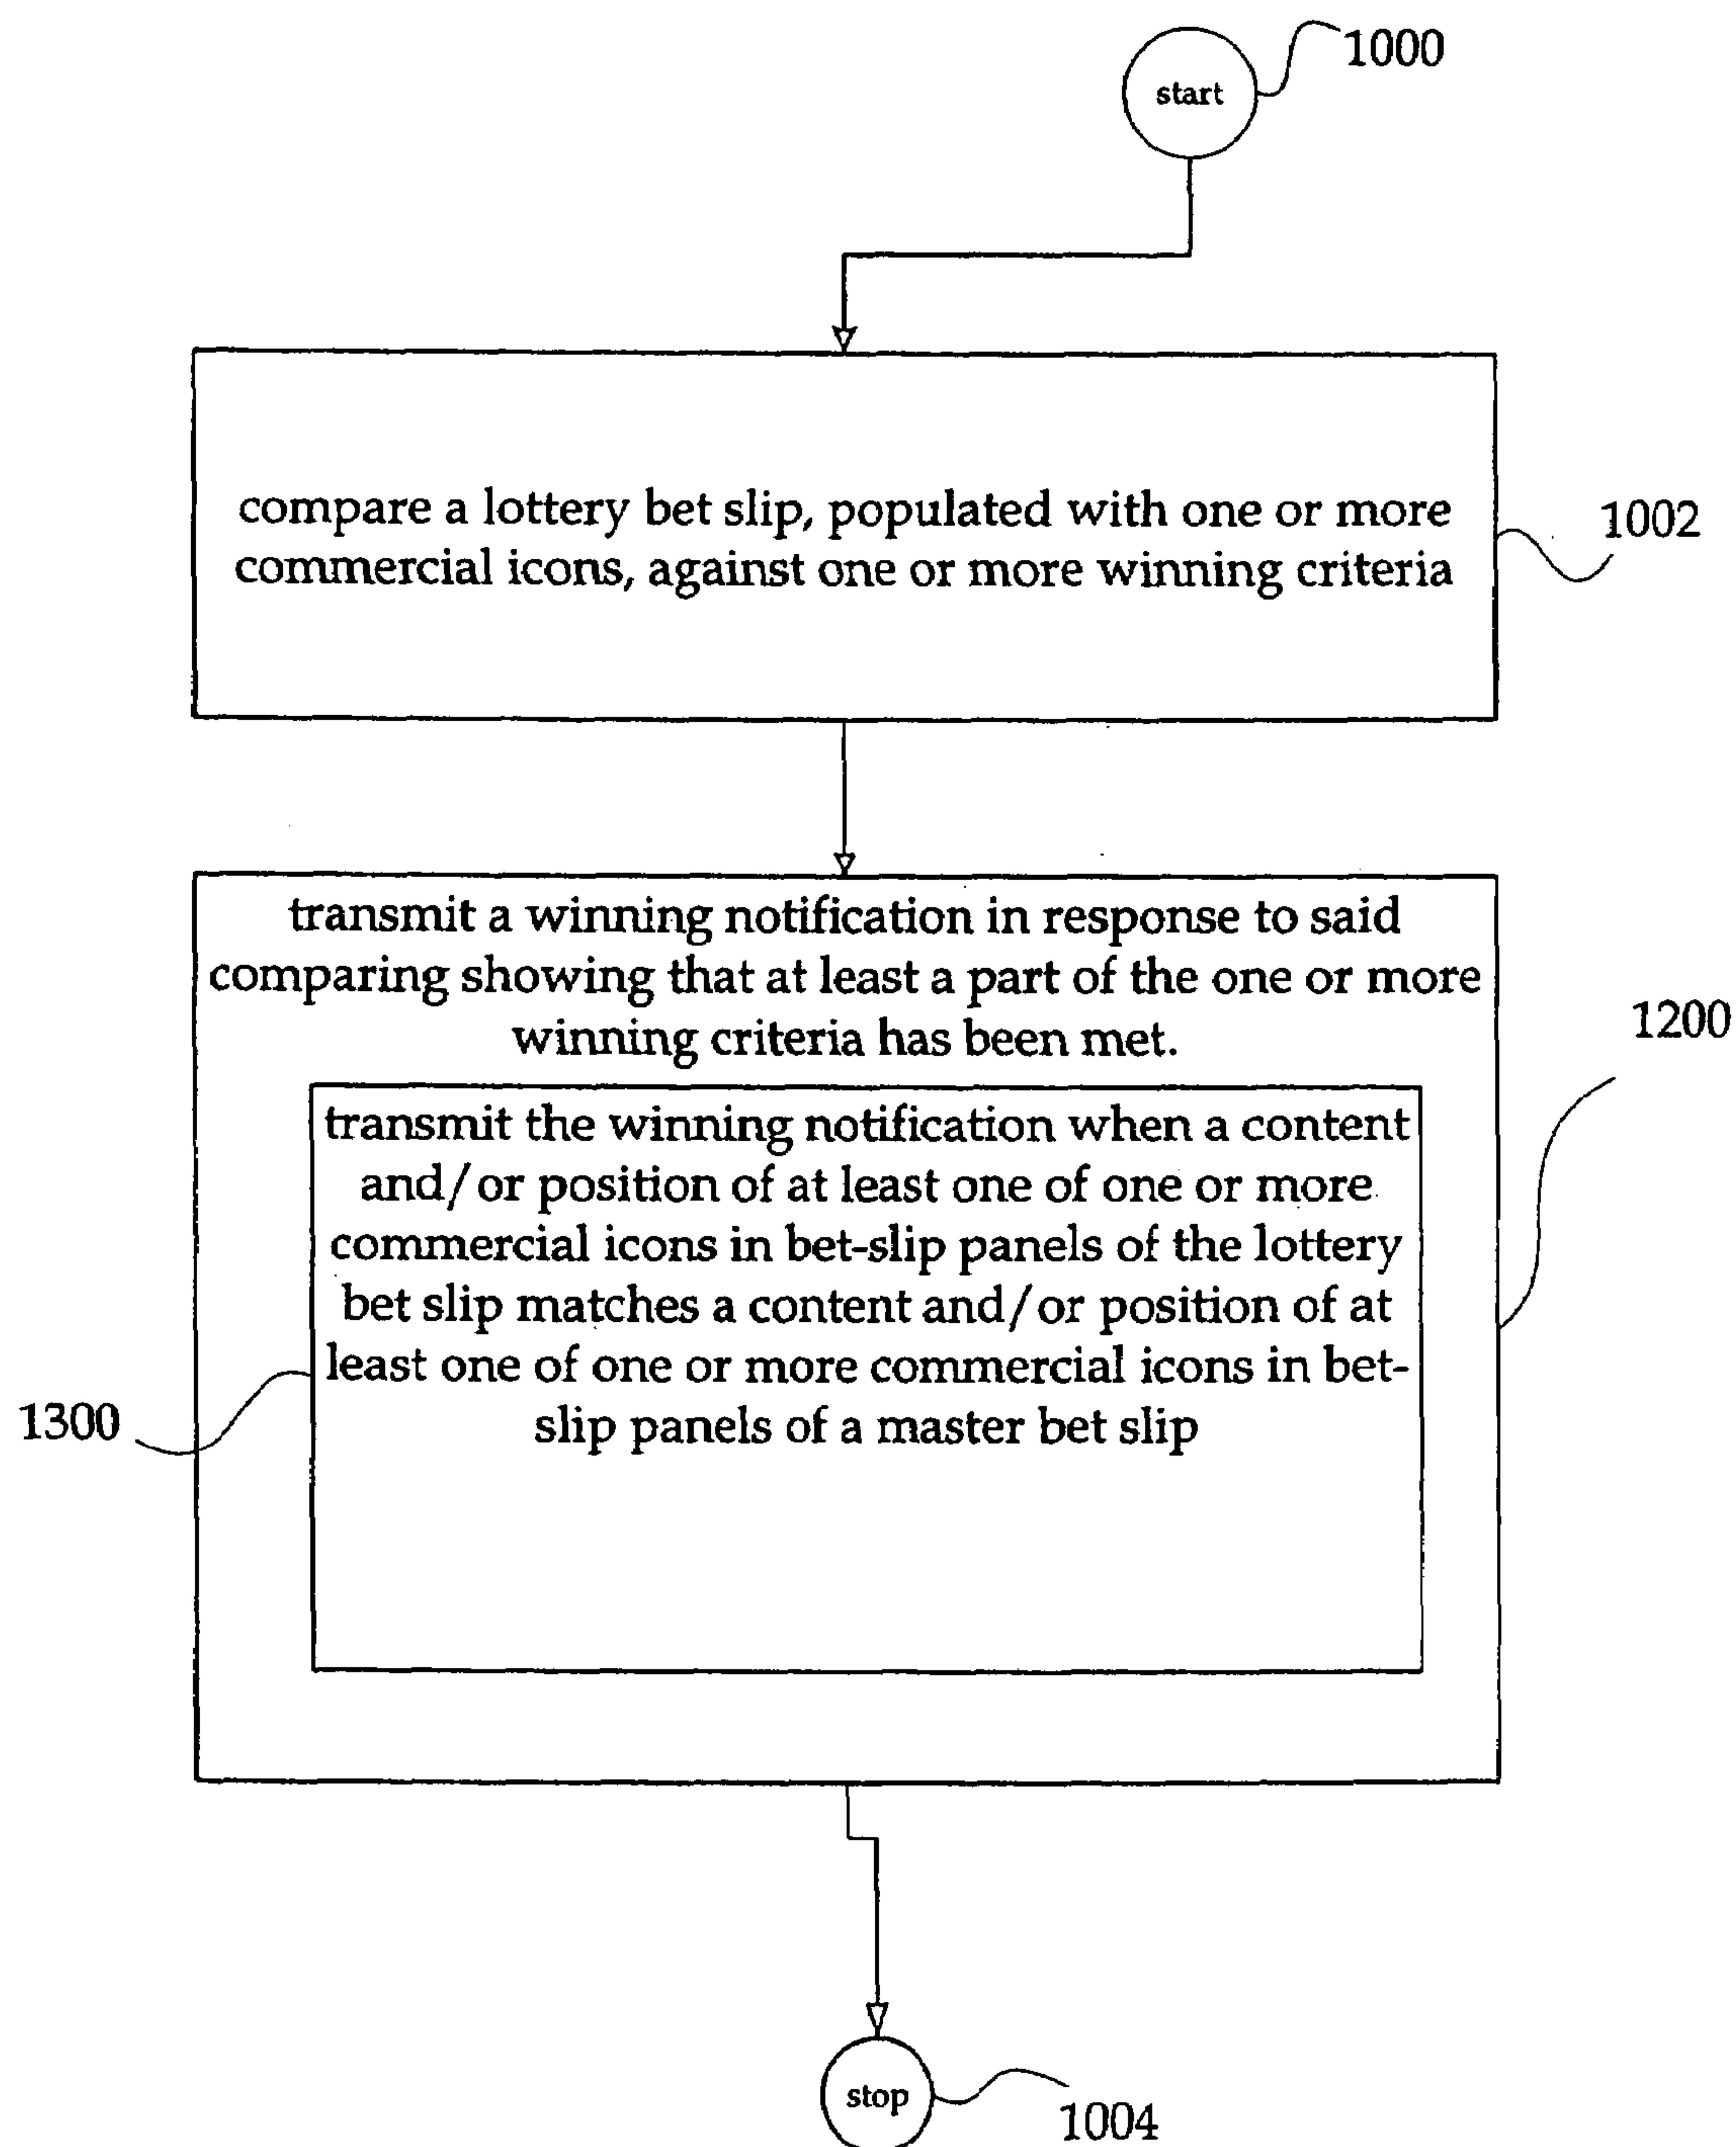 1000
start
compare a lottery bet slip, populated with one or more
commercial icons, against one or more winning criteria
1002
transmit a winning notification in response to said
comparing showing that at least a part of the one or more
winning criteria has been met.
1200
transmit the winning notification when a content
and/or position of at least one of one or more
commercial icons in bet-slip panels of the lottery
bet slip matches a content and/or position of at
least one of one or more commercial icons in bet-
slip panels of a master bet slip
1300
stop
1004